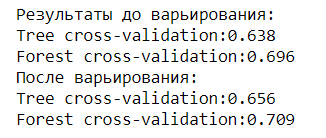 Результаты до варьирования:
Tree cross-validation:0.638
Forest cross-validation:0.696
После варьирования:
Tree cross-validation:0.656
Forest cross-validation:0.709